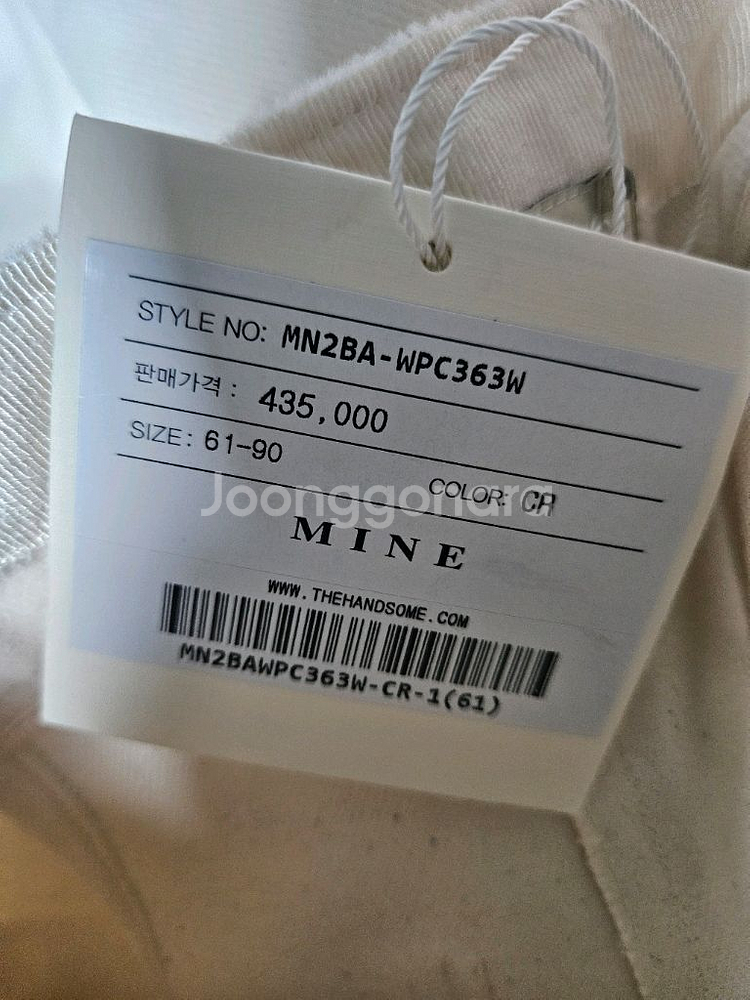 STYLE NO: MN2BA-WPC363W
판매가격 : 435,000
SIZE: 61-90
COLOR: CR
Joonggonara
MINE
WWW.THEHANDSOME.COM
MN2BAWPC363W-CR-1(61)